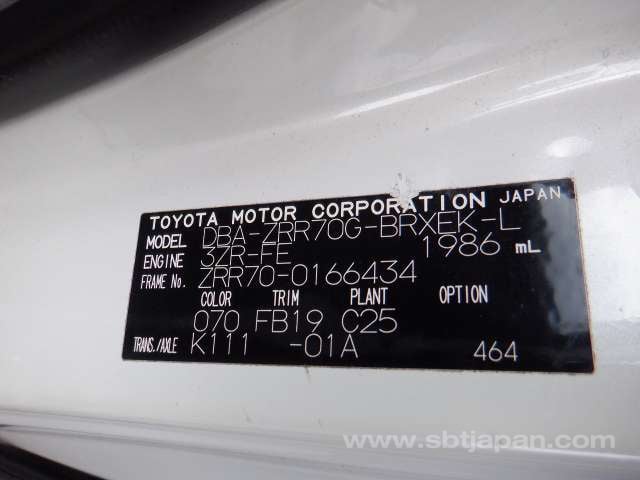 TOYOTA MOTOR CORPORATION JAPAN
MODEL DBA-ZRR70G-BRXEK-L
ENGINE 3ZR-FE 1986 mL
FRAME No. ZRR70-0166434
COLOR TRIM PLANT OPTION
070 FB19 C25
TRANS./AXLE K111 -01A 464
www.sbtjapan.com